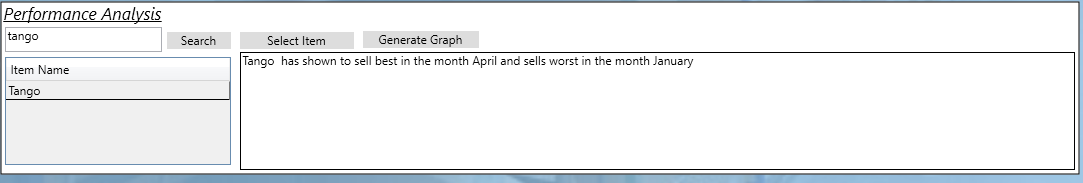 Performance Analysis
tango
Search
Select Item
Generate Graph
Item Name
Tango
Tango  has shown to sell best in the month April and sells worst in the month January